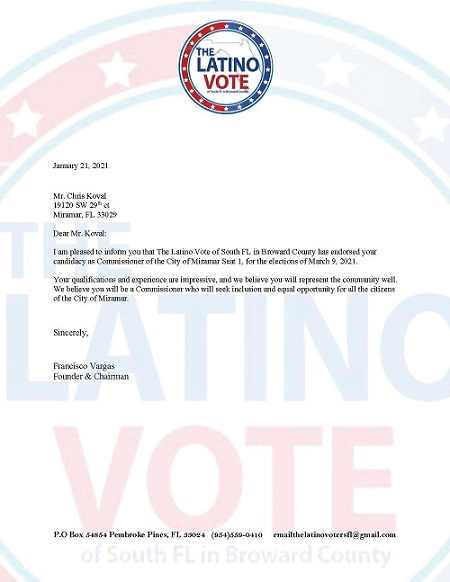 THE
LATINO
VOTE
of South FL in Broward County
January 21, 2021
Mr. Chris Koval
19120 SW 29th ct
Miramar, FL 33029
Dear Mr. Koval:
I am pleased to inform you that The Latino Vote of South FL in Broward County has endorsed your
candidacy as Commissioner of the City of Miramar Seat 1, for the elections of March 9, 2021.
Your qualifications and experience are impressive, and we believe you will represent the community well.
We believe you will be a Commissioner who will seek inclusion and equal opportunity for all the citizens
of the City of Miramar.
Sincerely,
Francisco Vargas
Founder & Chairman
THE
LATINO
VOTE
P.O Box 54854 Pembroke Pines, FL 33024 (954)559-0410 emailthelatinovotersfl@gmail.com
of South FL in Broward County